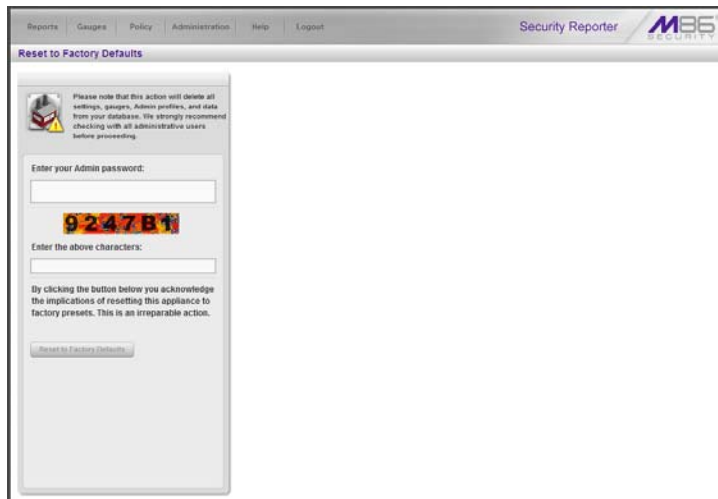 Reports Gauges Policy Administration Help Logout Security Reporter M86 SECURITY
Reset to Factory Defaults
Please note that this action will delete all
settings, gauges, Admin profiles, and data
from your database. We strongly recommend
checking with all administrative users
before proceeding.
Enter your Admin password:
9247B1
Enter the above characters:
By clicking the button below you acknowledge
the implications of resetting this appliance to
factory presets. This is an irreparable action.
Reset to Factory Defaults